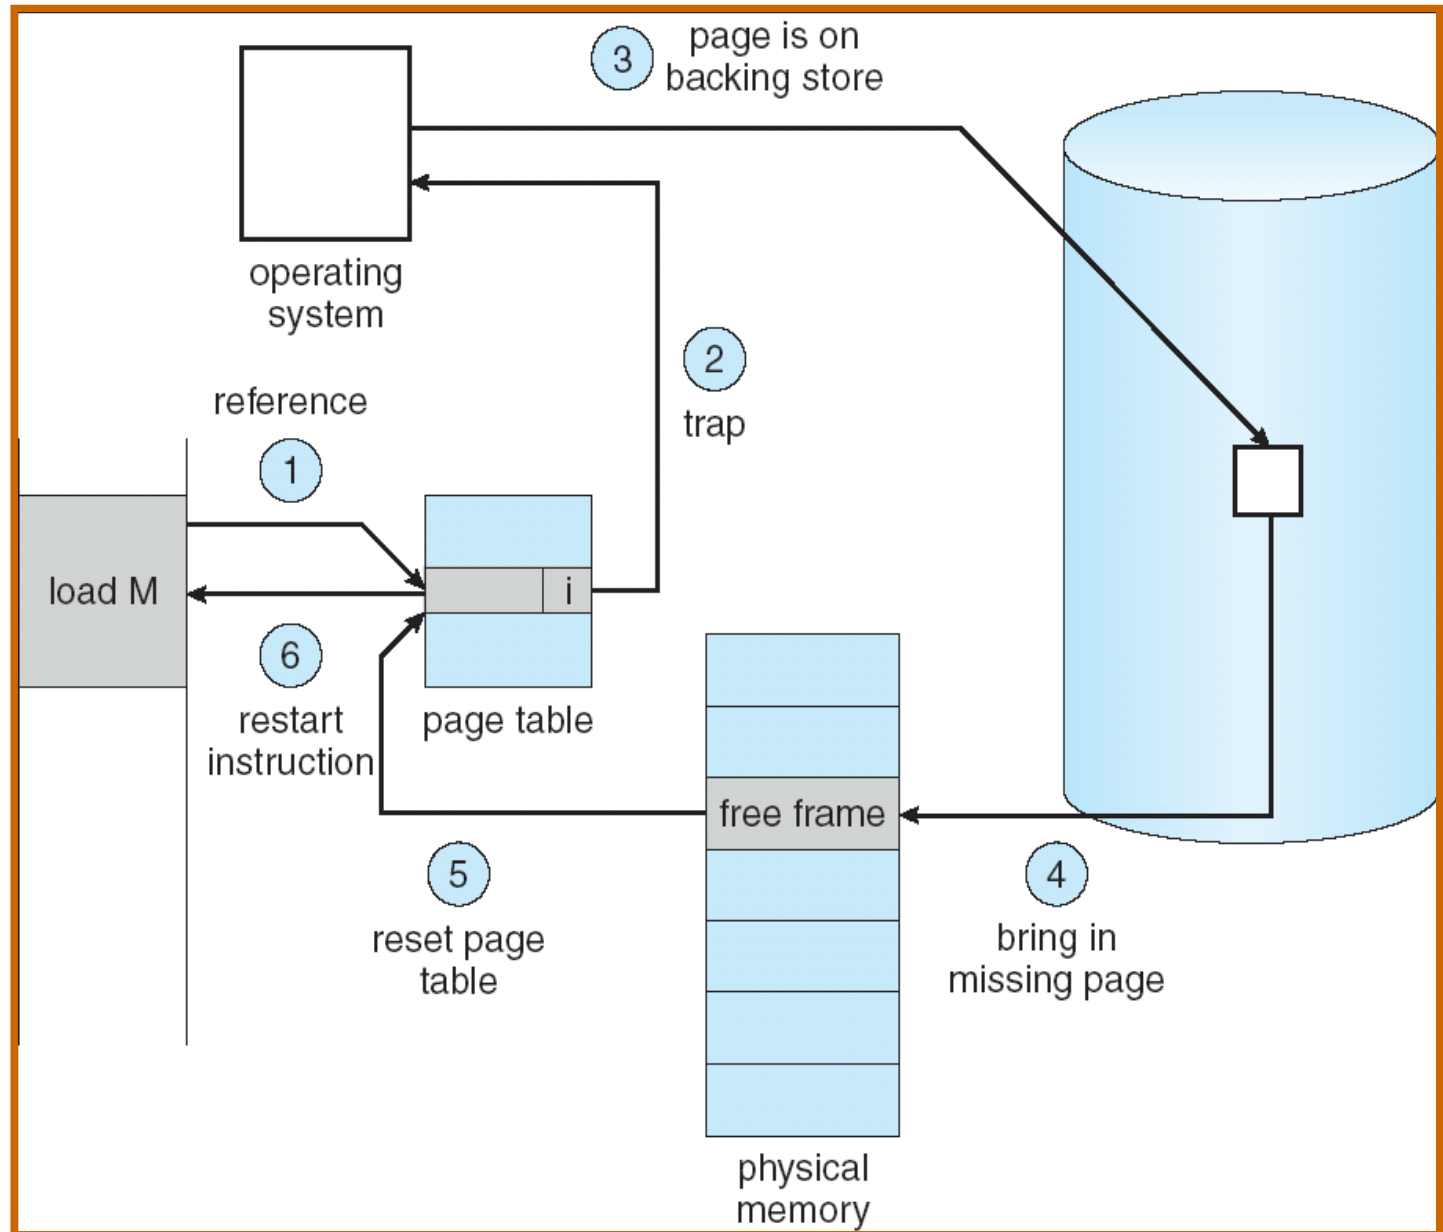 3
page is on
backing store
operating
system
2
trap
reference
1
load M
i
6
restart
instruction
page table
free frame
5
reset page
table
4
bring in
missing page
physical
memory